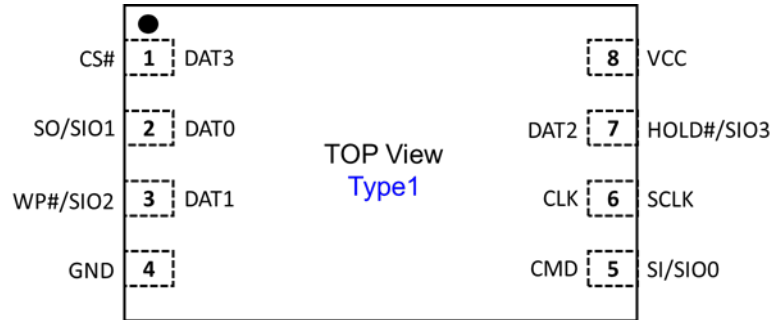 CS# 1 DAT3 8 VCC
SO/SIO1 2 DAT0 DAT2 7 HOLD#/SIO3
TOP View
Type1
WP#/SIO2 3 DAT1 CLK 6 SCLK
GND 4 CMD 5 SI/SIO0